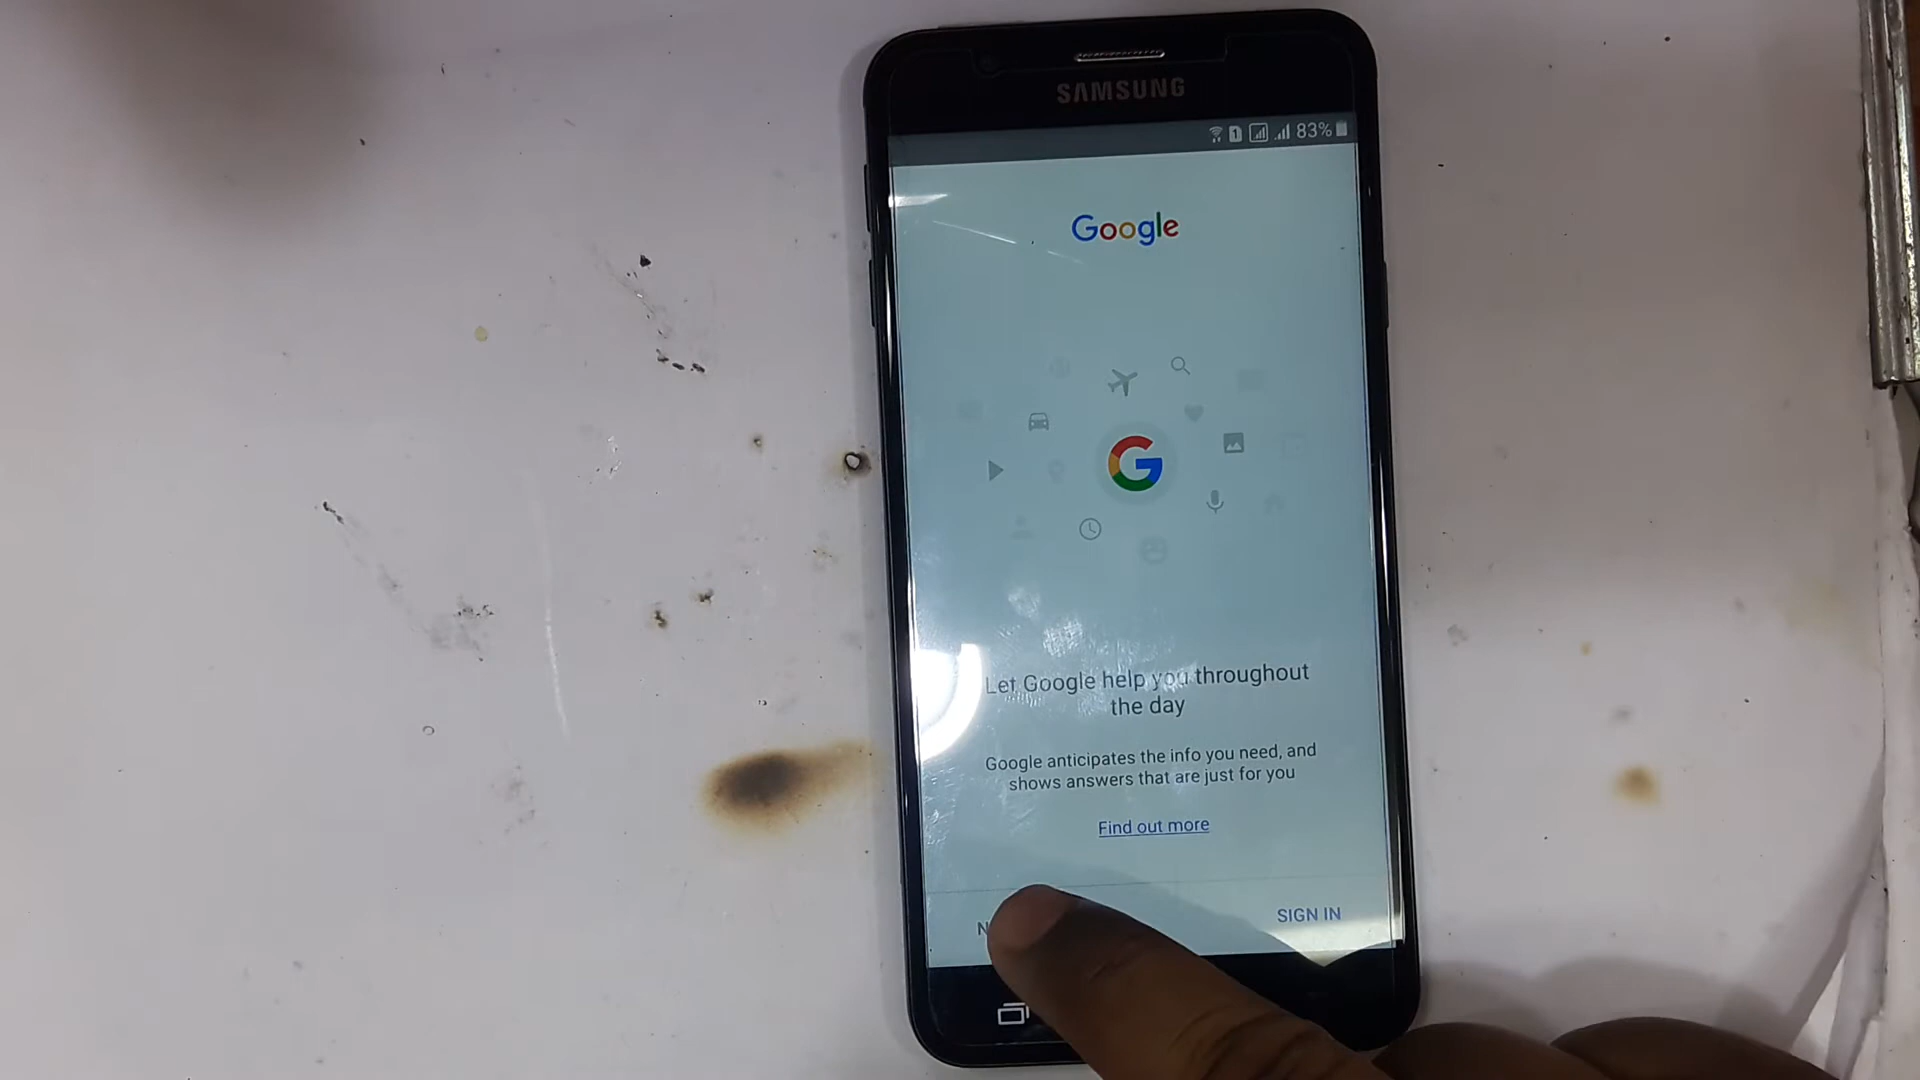 SAMSUNG
1 83%
Google
Let Google help you throughout
the day
Google anticipates the info you need, and
shows answers that are just for you
Find out more
SIGN IN